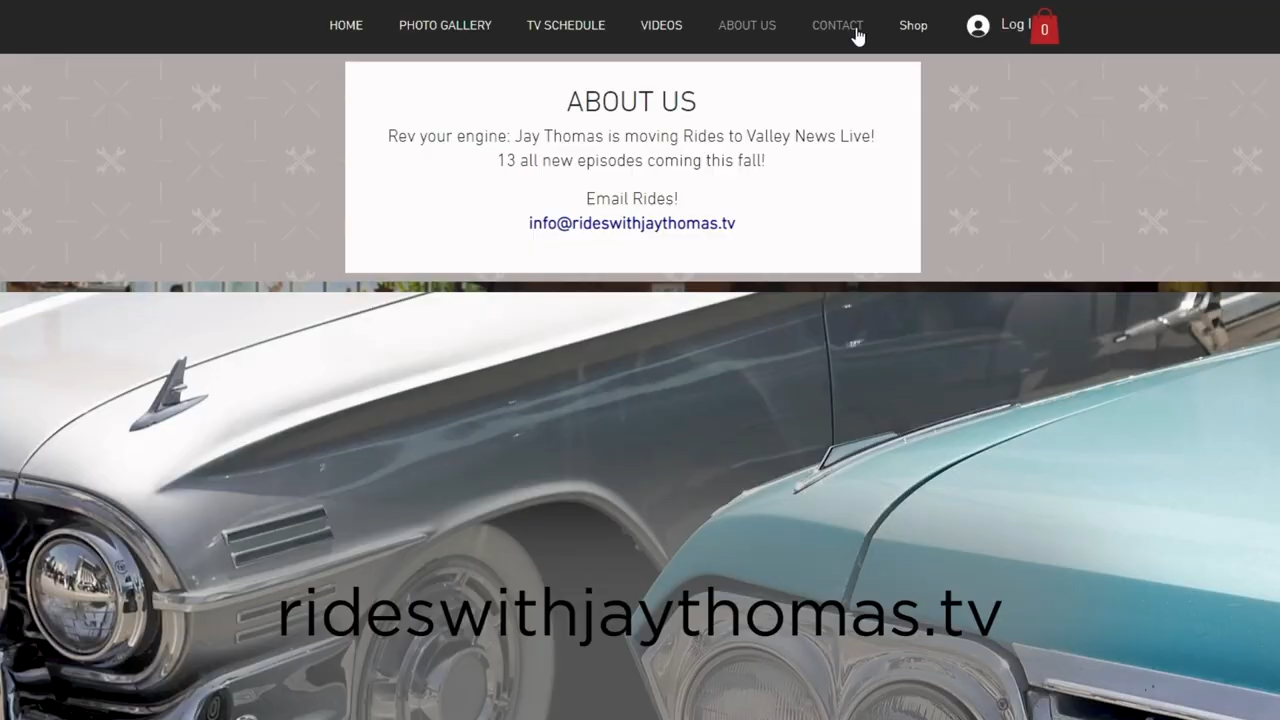 HOME PHOTO GALLERY TV SCHEDULE VIDEOS ABOUT US CONTACT Shop Log I 0
ABOUT US
Rev your engine: Jay Thomas is moving Rides to Valley News Live!
13 all new episodes coming this fall!
Email Rides!
info@rideswithjaythomas.tv
rideswithjaythomas.tv